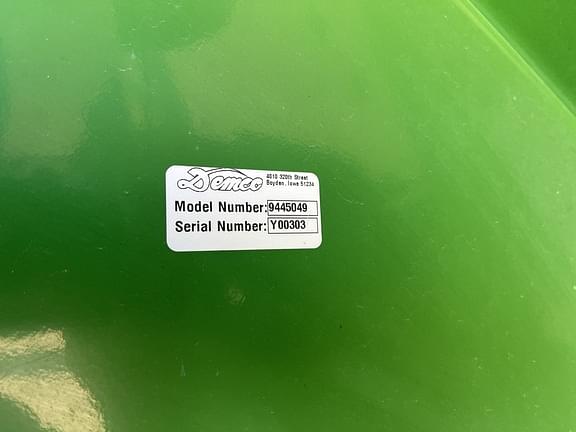 Demco
4010 320th Street
Boyden, Iowa 51234
Model Number: 9445049
Serial Number: Y00303